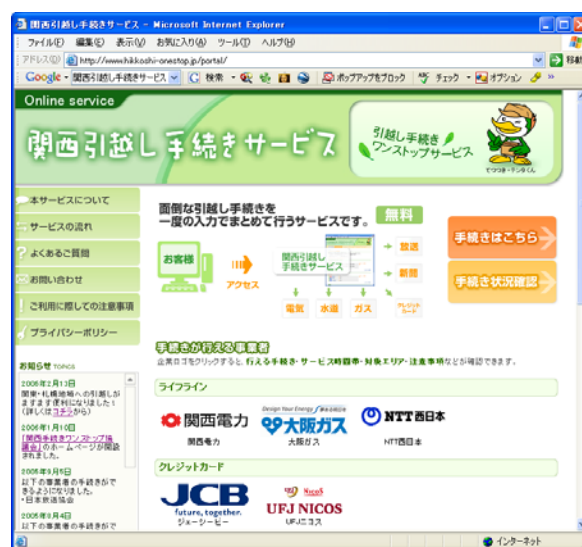 関西引越し手続きサービス - Microsoft Internet Explorer
ファイル(F) 編集(E) 表示(V) お気に入り(A) ツール(T) ヘルプ(H)
アドレス(D) http://www.hikkoshi-onestop.jp/portal/ 移動
Google 関西引越し手続きサービス 検索 ポップアップをブロック チェック オプション »
Online service
関西引越し手続きサービス
引越し手続き
ワンストップサービス
本サービスについて
サービスの流れ
よくあるご質問
お問い合わせ
ご利用に際しての注意事項
プライバシーポリシー
面倒な引越し手続きを
一度の入力でまとめて行うサービスです。
無料
お客様
アクセス
関西引越し
手続きサービス
放送
新聞
電気 水道 ガス クレジット
カード
手続きはこちら
手続き状況確認
お知らせ TOPICS
2006年2月13日
関東・札幌地域への引越しが
ますます便利になりました!
(詳しくはコチラから)
2006年1月10日
「関西手続きワンストップ協
議会」のホームページが開設
されました。
2005年9月5日
以下の事業者の手続きがで
きるようになりました。
・日本放送協会
2005年8月4日
以下の事業者の手続きがで
手続きが行える事業者
企業ロゴをクリックすると、行える手続き・サービス時間帯・対象エリア・注意事項などが確認できます。
ライフライン
関西電力
Design Your Energy
大阪ガス
NTT西日本
関西電力
大阪ガス
NTT西日本
クレジットカード
JCB
future, together.
ジェーシービー
UFJ NICOS
UFJニコス
インターネット